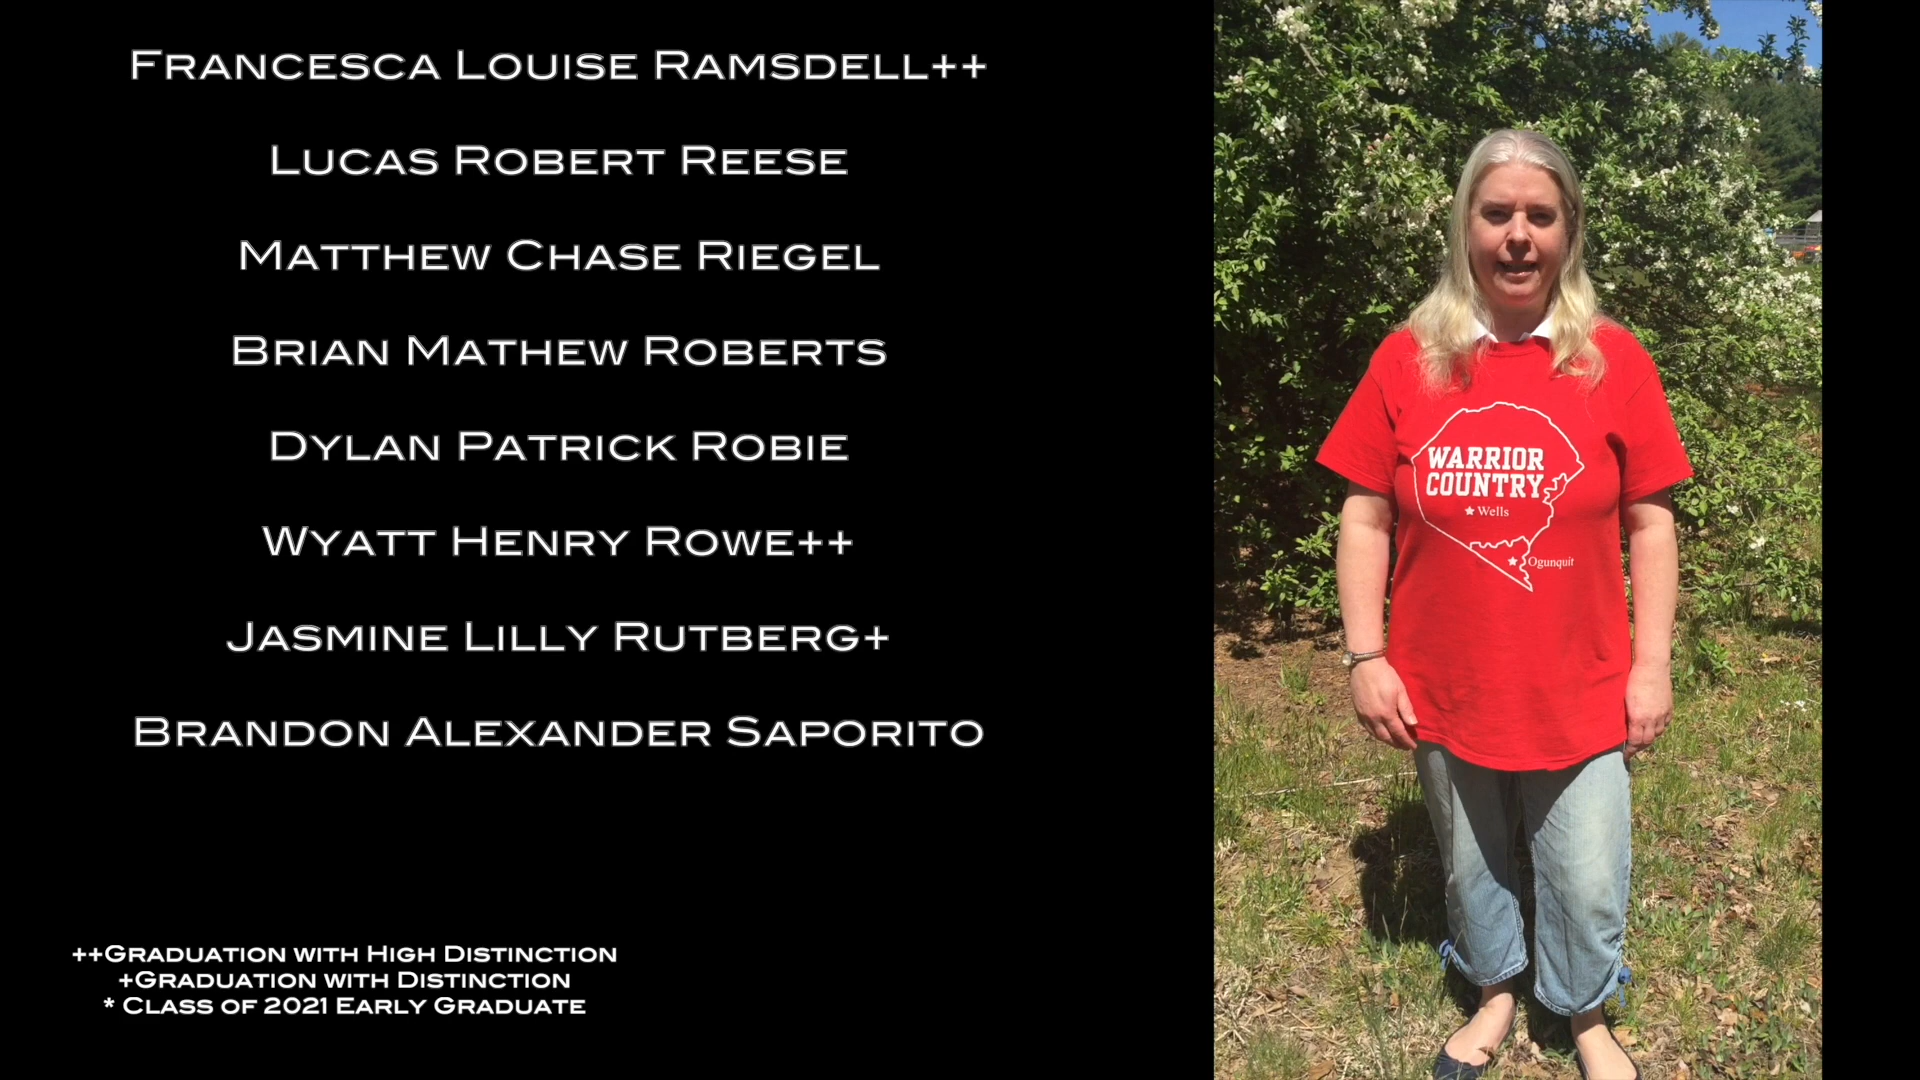 Francesca Louise Ramsdell++
Lucas Robert Reese
Matthew Chase Riegel
Brian Mathew Roberts
Dylan Patrick Robie
Wyatt Henry Rowe++
Jasmine Lilly Rutberg+
Brandon Alexander Saporito
++Graduation with High Distinction
+Graduation with Distinction
* Class of 2021 Early Graduate
WARRIOR
COUNTRY
Wells
Ogunquit